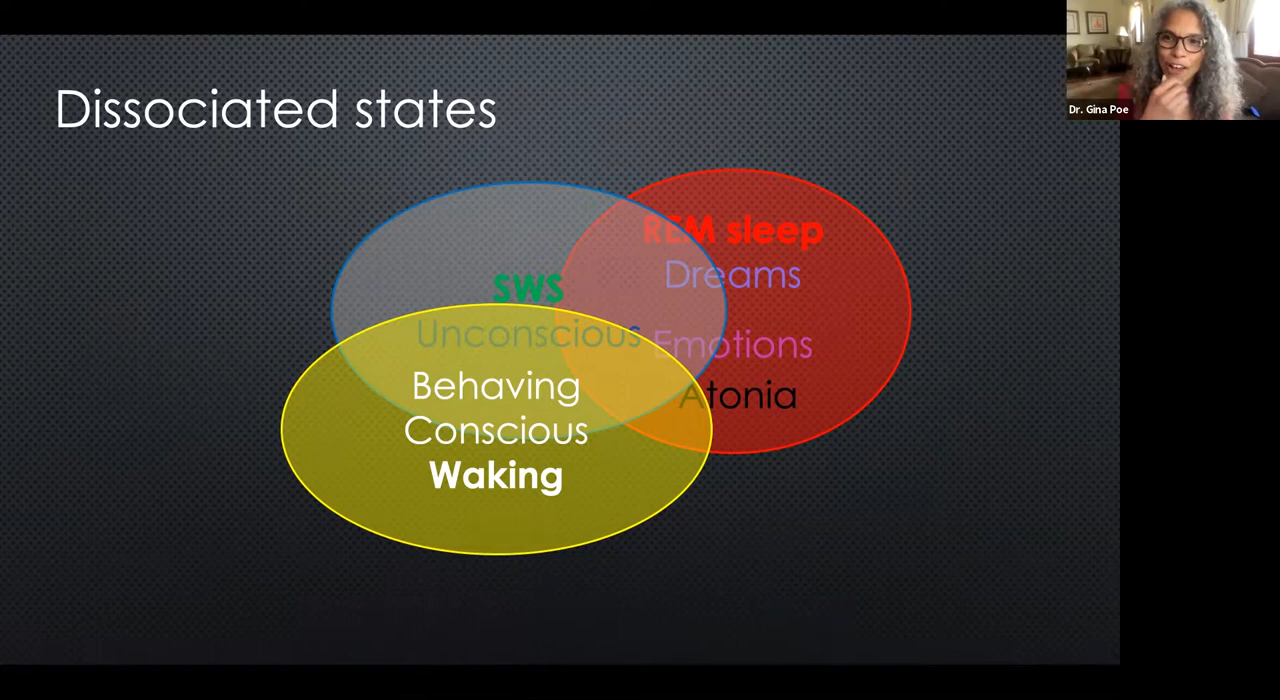 Dissociated states
REM sleep
Dreams
SWS
Unconscious
Emotions
Behaving
Atonia
Conscious
Waking
Dr. Gina Poe